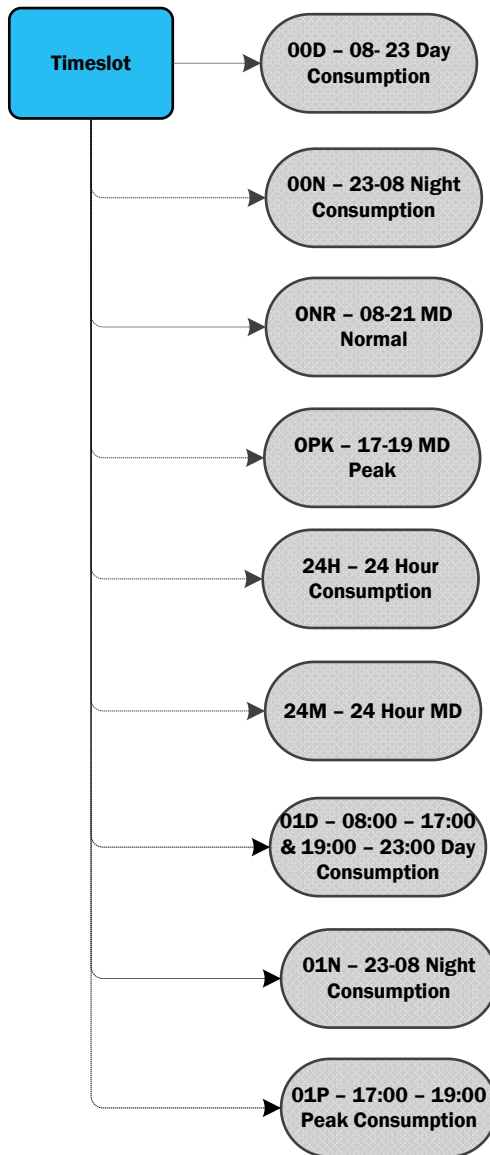 Timeslot
00D – 08- 23 Day
Consumption
00N – 23-08 Night
Consumption
ONR – 08-21 MD
Normal
OPK – 17-19 MD
Peak
24H – 24 Hour
Consumption
24M – 24 Hour MD
01D – 08:00 – 17:00
& 19:00 – 23:00 Day
Consumption
01N – 23-08 Night
Consumption
01P – 17:00 – 19:00
Peak Consumption